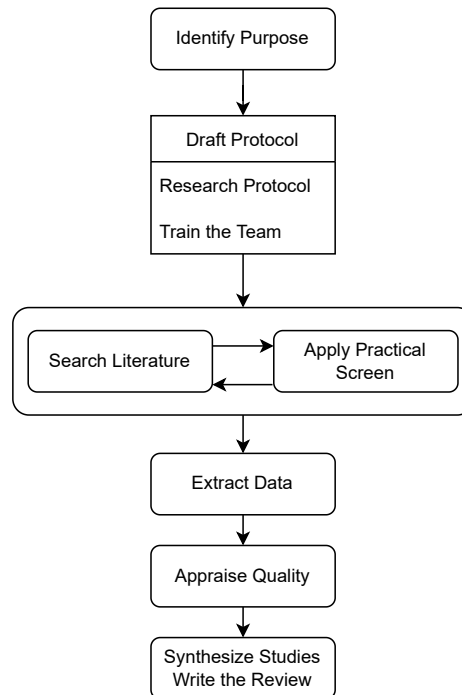 Identify Purpose
Draft Protocol
Research Protocol
Train the Team
Search Literature
Apply Practical
Screen
Extract Data
Appraise Quality
Synthesize Studies
Write the Review